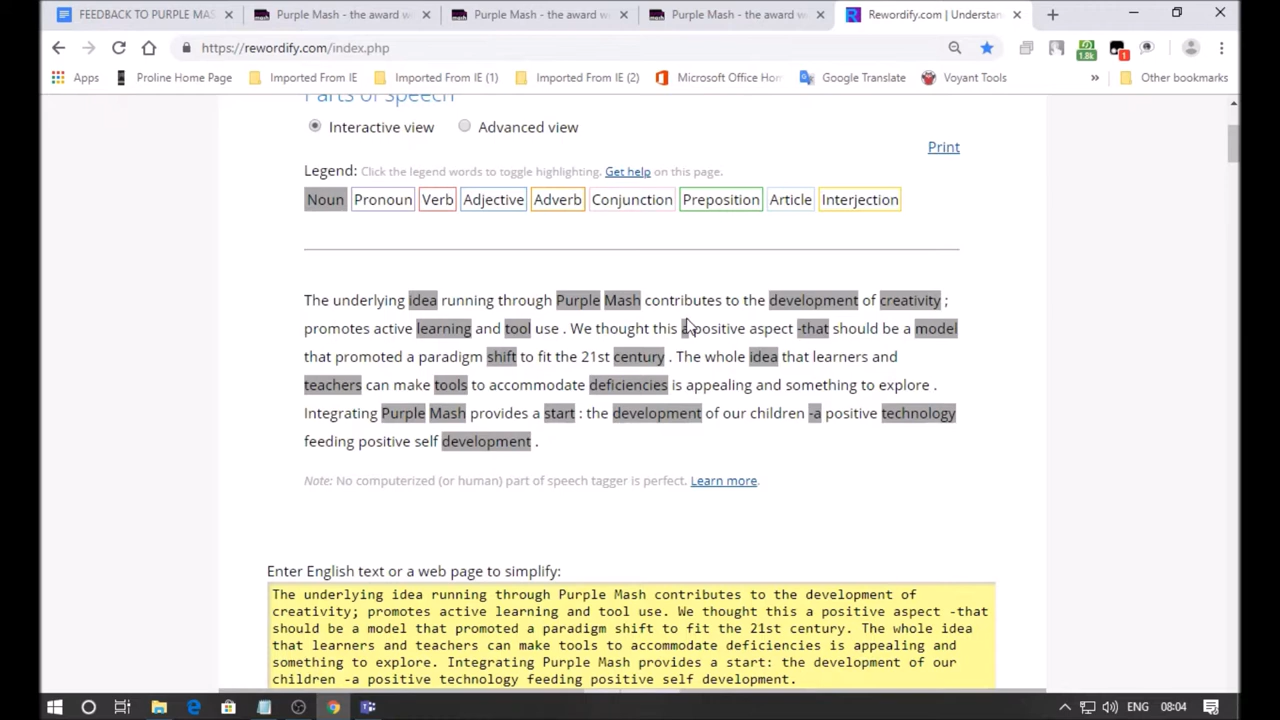 FEEDBACK TO PURPLE MAS
Purple Mash - the award w
Purple Mash - the award w
Purple Mash - the award w
Rewordify.com | Understan
https://rewordify.com/index.php
1.8k
1
Apps
Proline Home Page
Imported From IE
Imported From IE (1)
Imported From IE (2)
Microsoft Office Hom
Google Translate
Voyant Tools
»
Other bookmarks
Parts of speech
Interactive view
Advanced view
Print
Legend: Click the legend words to toggle highlighting. Get help on this page.
Noun Pronoun Verb Adjective Adverb Conjunction Preposition Article Interjection
The underlying idea running through Purple Mash contributes to the development of creativity ;
promotes active learning and tool use . We thought this a positive aspect -that should be a model
that promoted a paradigm shift to fit the 21st century . The whole idea that learners and
teachers can make tools to accommodate deficiencies is appealing and something to explore .
Integrating Purple Mash provides a start : the development of our children -a positive technology
feeding positive self development .
Note: No computerized (or human) part of speech tagger is perfect. Learn more.
Enter English text or a web page to simplify:
The underlying idea running through Purple Mash contributes to the development of
creativity; promotes active learning and tool use. We thought this a positive aspect -that
should be a model that promoted a paradigm shift to fit the 21st century. The whole idea
that learners and teachers can make tools to accommodate deficiencies is appealing and
something to explore. Integrating Purple Mash provides a start: the development of our
children -a positive technology feeding positive self development.
ENG
08:04